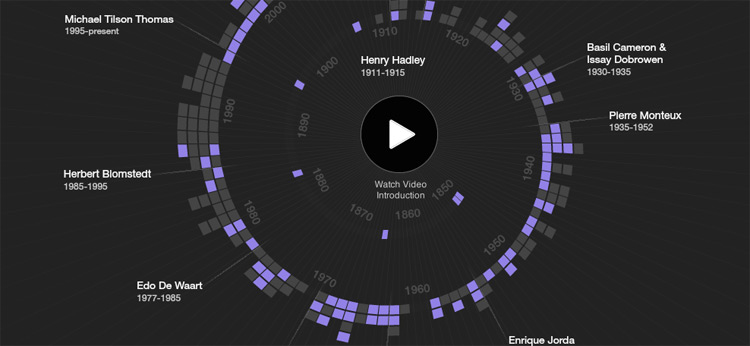 Michael Tilson Thomas
1995-present
2000
1910
1920
Henry Hadley
1911-1915
Basil Cameron &
Issay Dobrowen
1930-1935
1900
1930
1990
1890
Pierre Monteux
1935-1952
Herbert Blomstedt
1985-1995
1880
Watch Video
Introduction
1850
1940
1870
1860
1980
1950
Edo De Waart
1977-1985
1970
1960
Enrique Jorda